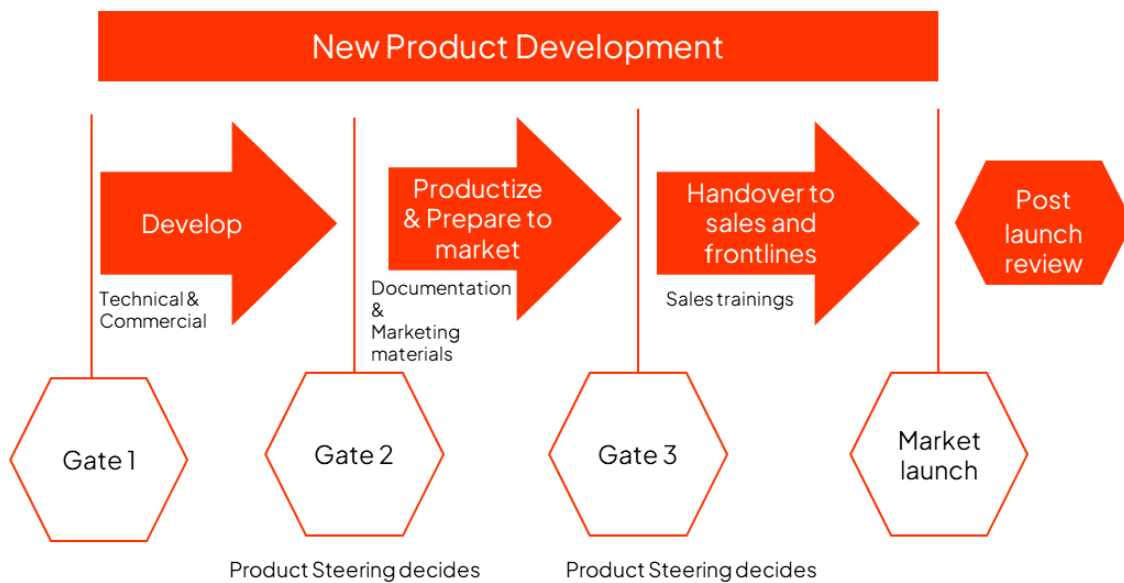 New Product Development
Develop
Technical &
Commercial
Productize
& Prepare to
market
Documentation
&
Marketing
materials
Handover to
sales and
frontlines
Sales trainings
Post
launch
review
Gate 1
Gate 2
Gate 3
Market
launch
Product Steering decides
Product Steering decides